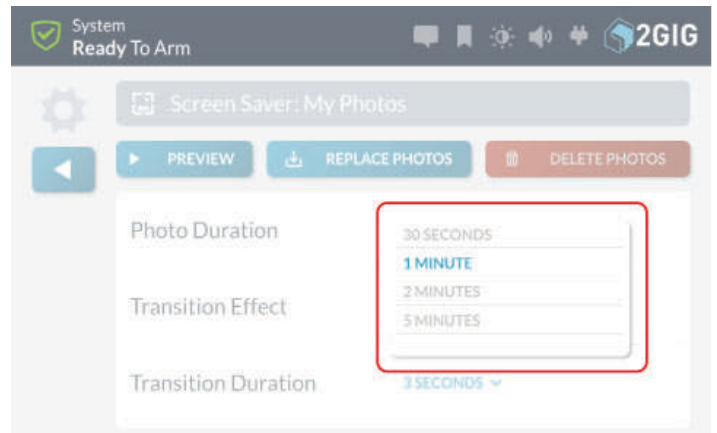 System
Ready To Arm
2GIG
Screen Saver: My Photos
PREVIEW
REPLACE PHOTOS
DELETE PHOTOS
Photo Duration
30 SECONDS
1 MINUTE
2 MINUTES
5 MINUTES
Transition Effect
Transition Duration
3 SECONDS